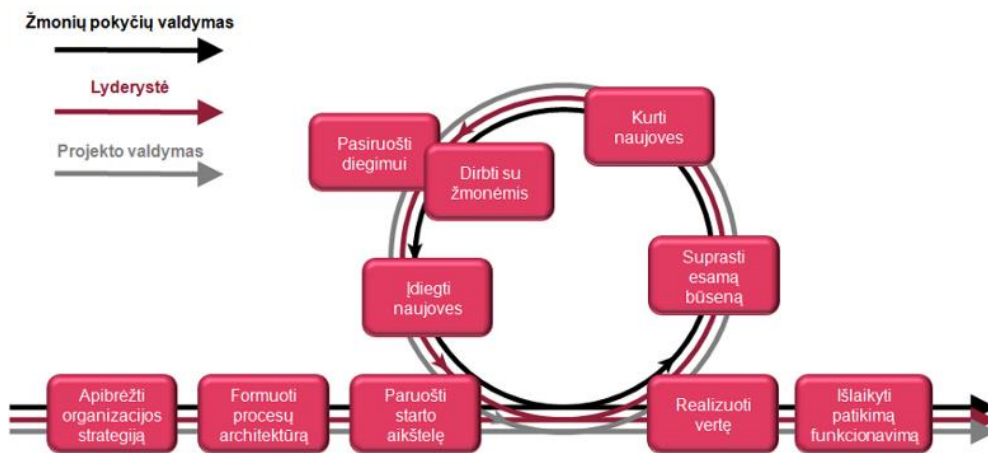 Žmonių pokyčių valdymas
Lyderystė
Projekto valdymas
Kurti
naujoves
Pasiruošti
diegimui
Dirbti su
žmonėmis
Suprasti
esamą
būseną
Įdiegti
naujoves
Apibrėžti
organizacijos
strategiją
Formuoti
procesų
architektūrą
Paruošti
starto
aikštelę
Realizuoti
vertę
Išlaikyti
patikimą
funkcionavimą